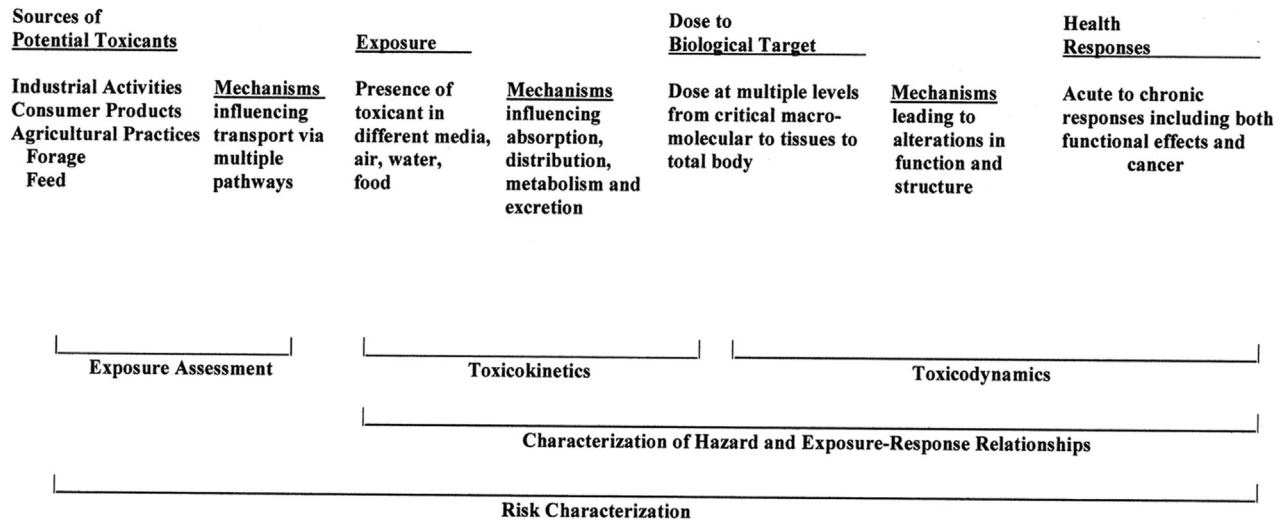 Sources of
Potential Toxicants
Industrial Activities
Consumer Products
Agricultural Practices
Forage
Feed
Mechanisms
influencing
transport via
multiple
pathways
Exposure
Presence of
toxicant in
different media,
air, water,
food
Mechanisms
influencing
absorption,
distribution,
metabolism and
excretion
Dose to
Biological Target
Dose at multiple levels
from critical macro-
molecular to tissues to
total body
Mechanisms
leading to
alterations in
function and
structure
Health
Responses
Acute to chronic
responses including both
functional effects and
cancer
Exposure Assessment
Toxicokinetics
Toxicodynamics
Characterization of Hazard and Exposure-Response Relationships
Risk Characterization